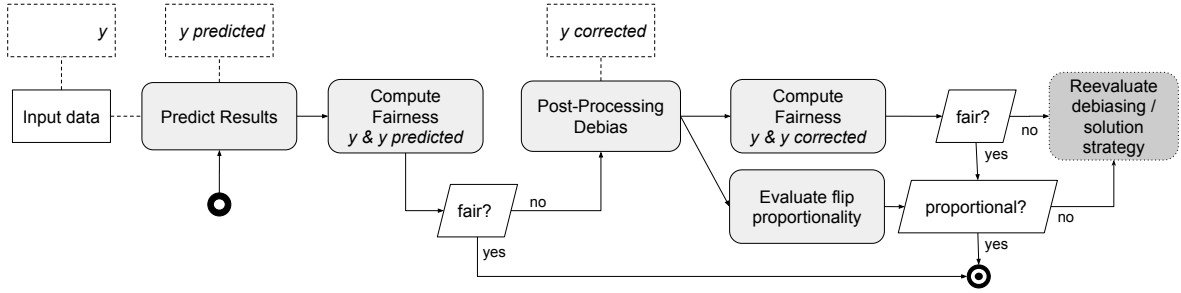 y
y predicted
y corrected
Input data
Predict Results
Compute
Fairness
y & y predicted
Post-Processing
Debias
Compute
Fairness
y & y corrected
fair?
no
yes
Reevaluate
debiasing /
solution
strategy
fair?
no
yes
Evaluate flip
proportionality
proportional?
no
yes